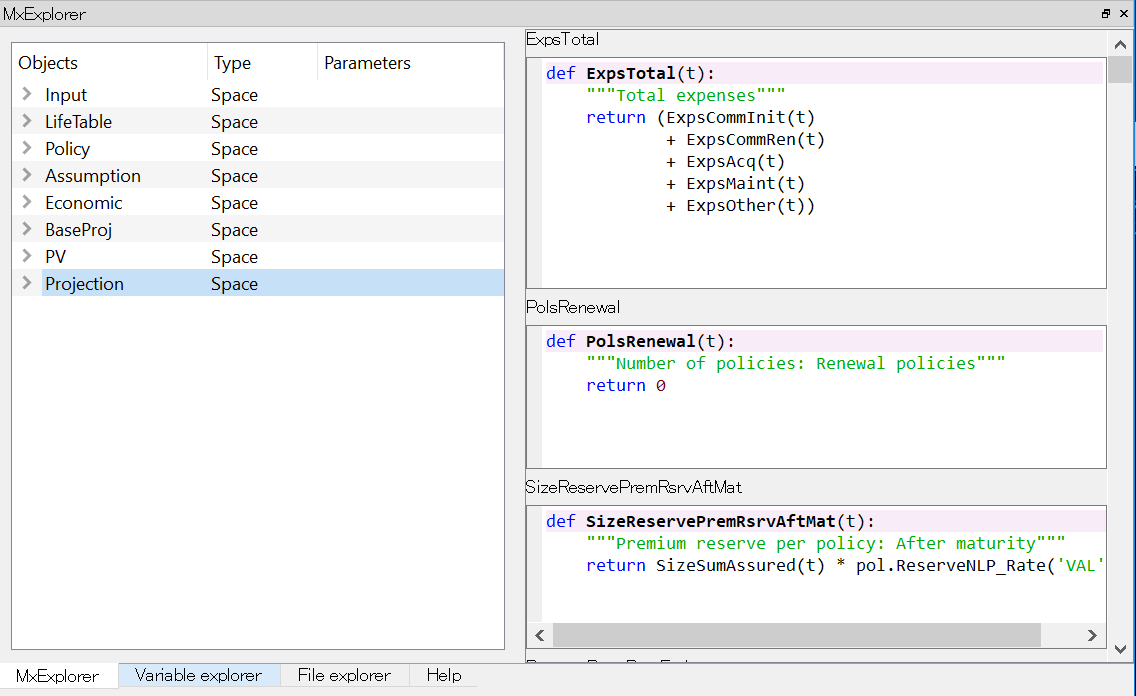 MxExplorer
Objects Type Parameters
Input Space
LifeTable Space
Policy Space
Assumption Space
Economic Space
BaseProj Space
PV Space
Projection Space
ExpsTotal
def ExpsTotal(t):
"""Total expenses"""
return (ExpsCommInit(t)
+ ExpsCommRen(t)
+ ExpsAcq(t)
+ ExpsMaint(t)
+ ExpsOther(t))
PolsRenewal
def PolsRenewal(t):
"""Number of policies: Renewal policies"""
return 0
SizeReservePremRsrvAftMat
def SizeReservePremRsrvAftMat(t):
"""Premium reserve per policy: After maturity"""
return SizeSumAssured(t) * pol.ReserveNLP_Rate('VAL'
MxExplorer Variable explorer File explorer Help